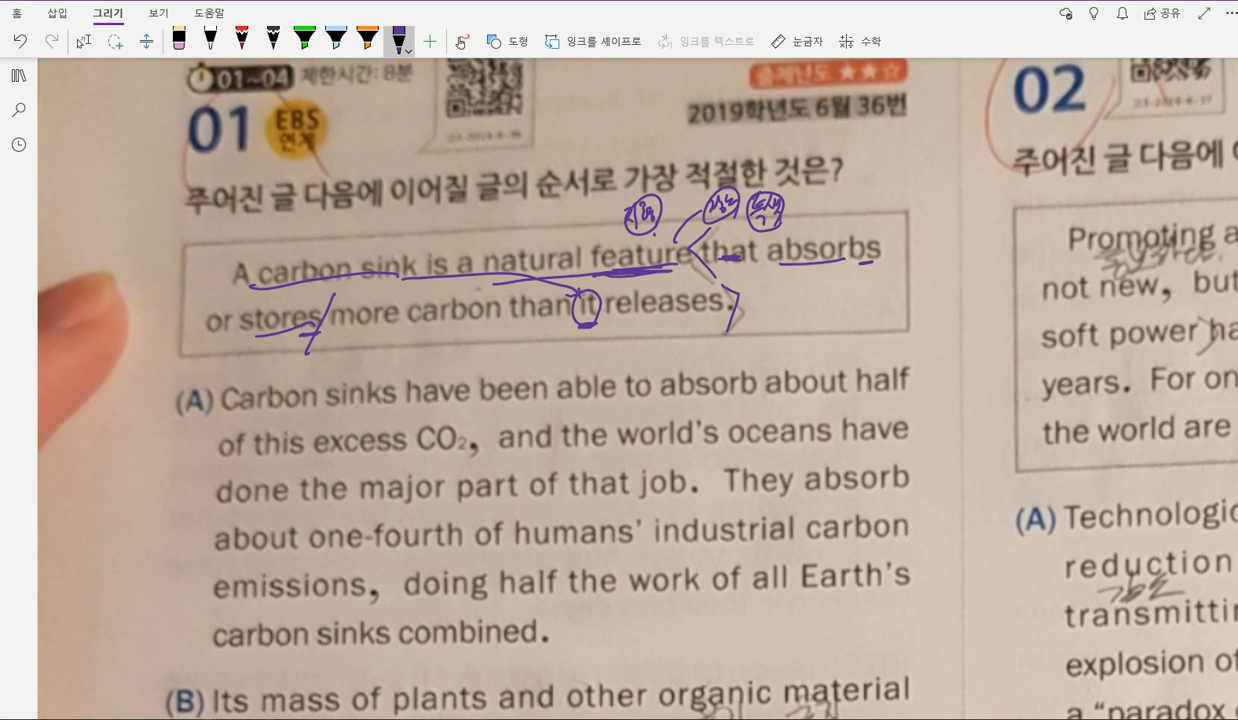 홈 삽입 그리기 보기 도움말 공유
도형 잉크를 셰이프로 잉크를 텍스트로 눈금자 수학
01~04 제한시간: 8분
출제난도 ★★☆
01 EBS 연계
2019학년도 6월 36번
주어진 글 다음에 이어질 글의 순서로 가장 적절한 것은?
지형
특색
A carbon sink is a natural feature that absorbs
or stores more carbon than it releases.
(A) Carbon sinks have been able to absorb about half
of this excess CO₂, and the world's oceans have
done the major part of that job. They absorb
about one-fourth of humans' industrial carbon
emissions, doing half the work of all Earth's
carbon sinks combined.
(B) Its mass of plants and other organic material
02
주어진 글 다음에
Promoting a
not new, but
soft power ha
years. For on
the world are
(A) Technologic
reduction
transmittin
explosion of
a "paradox